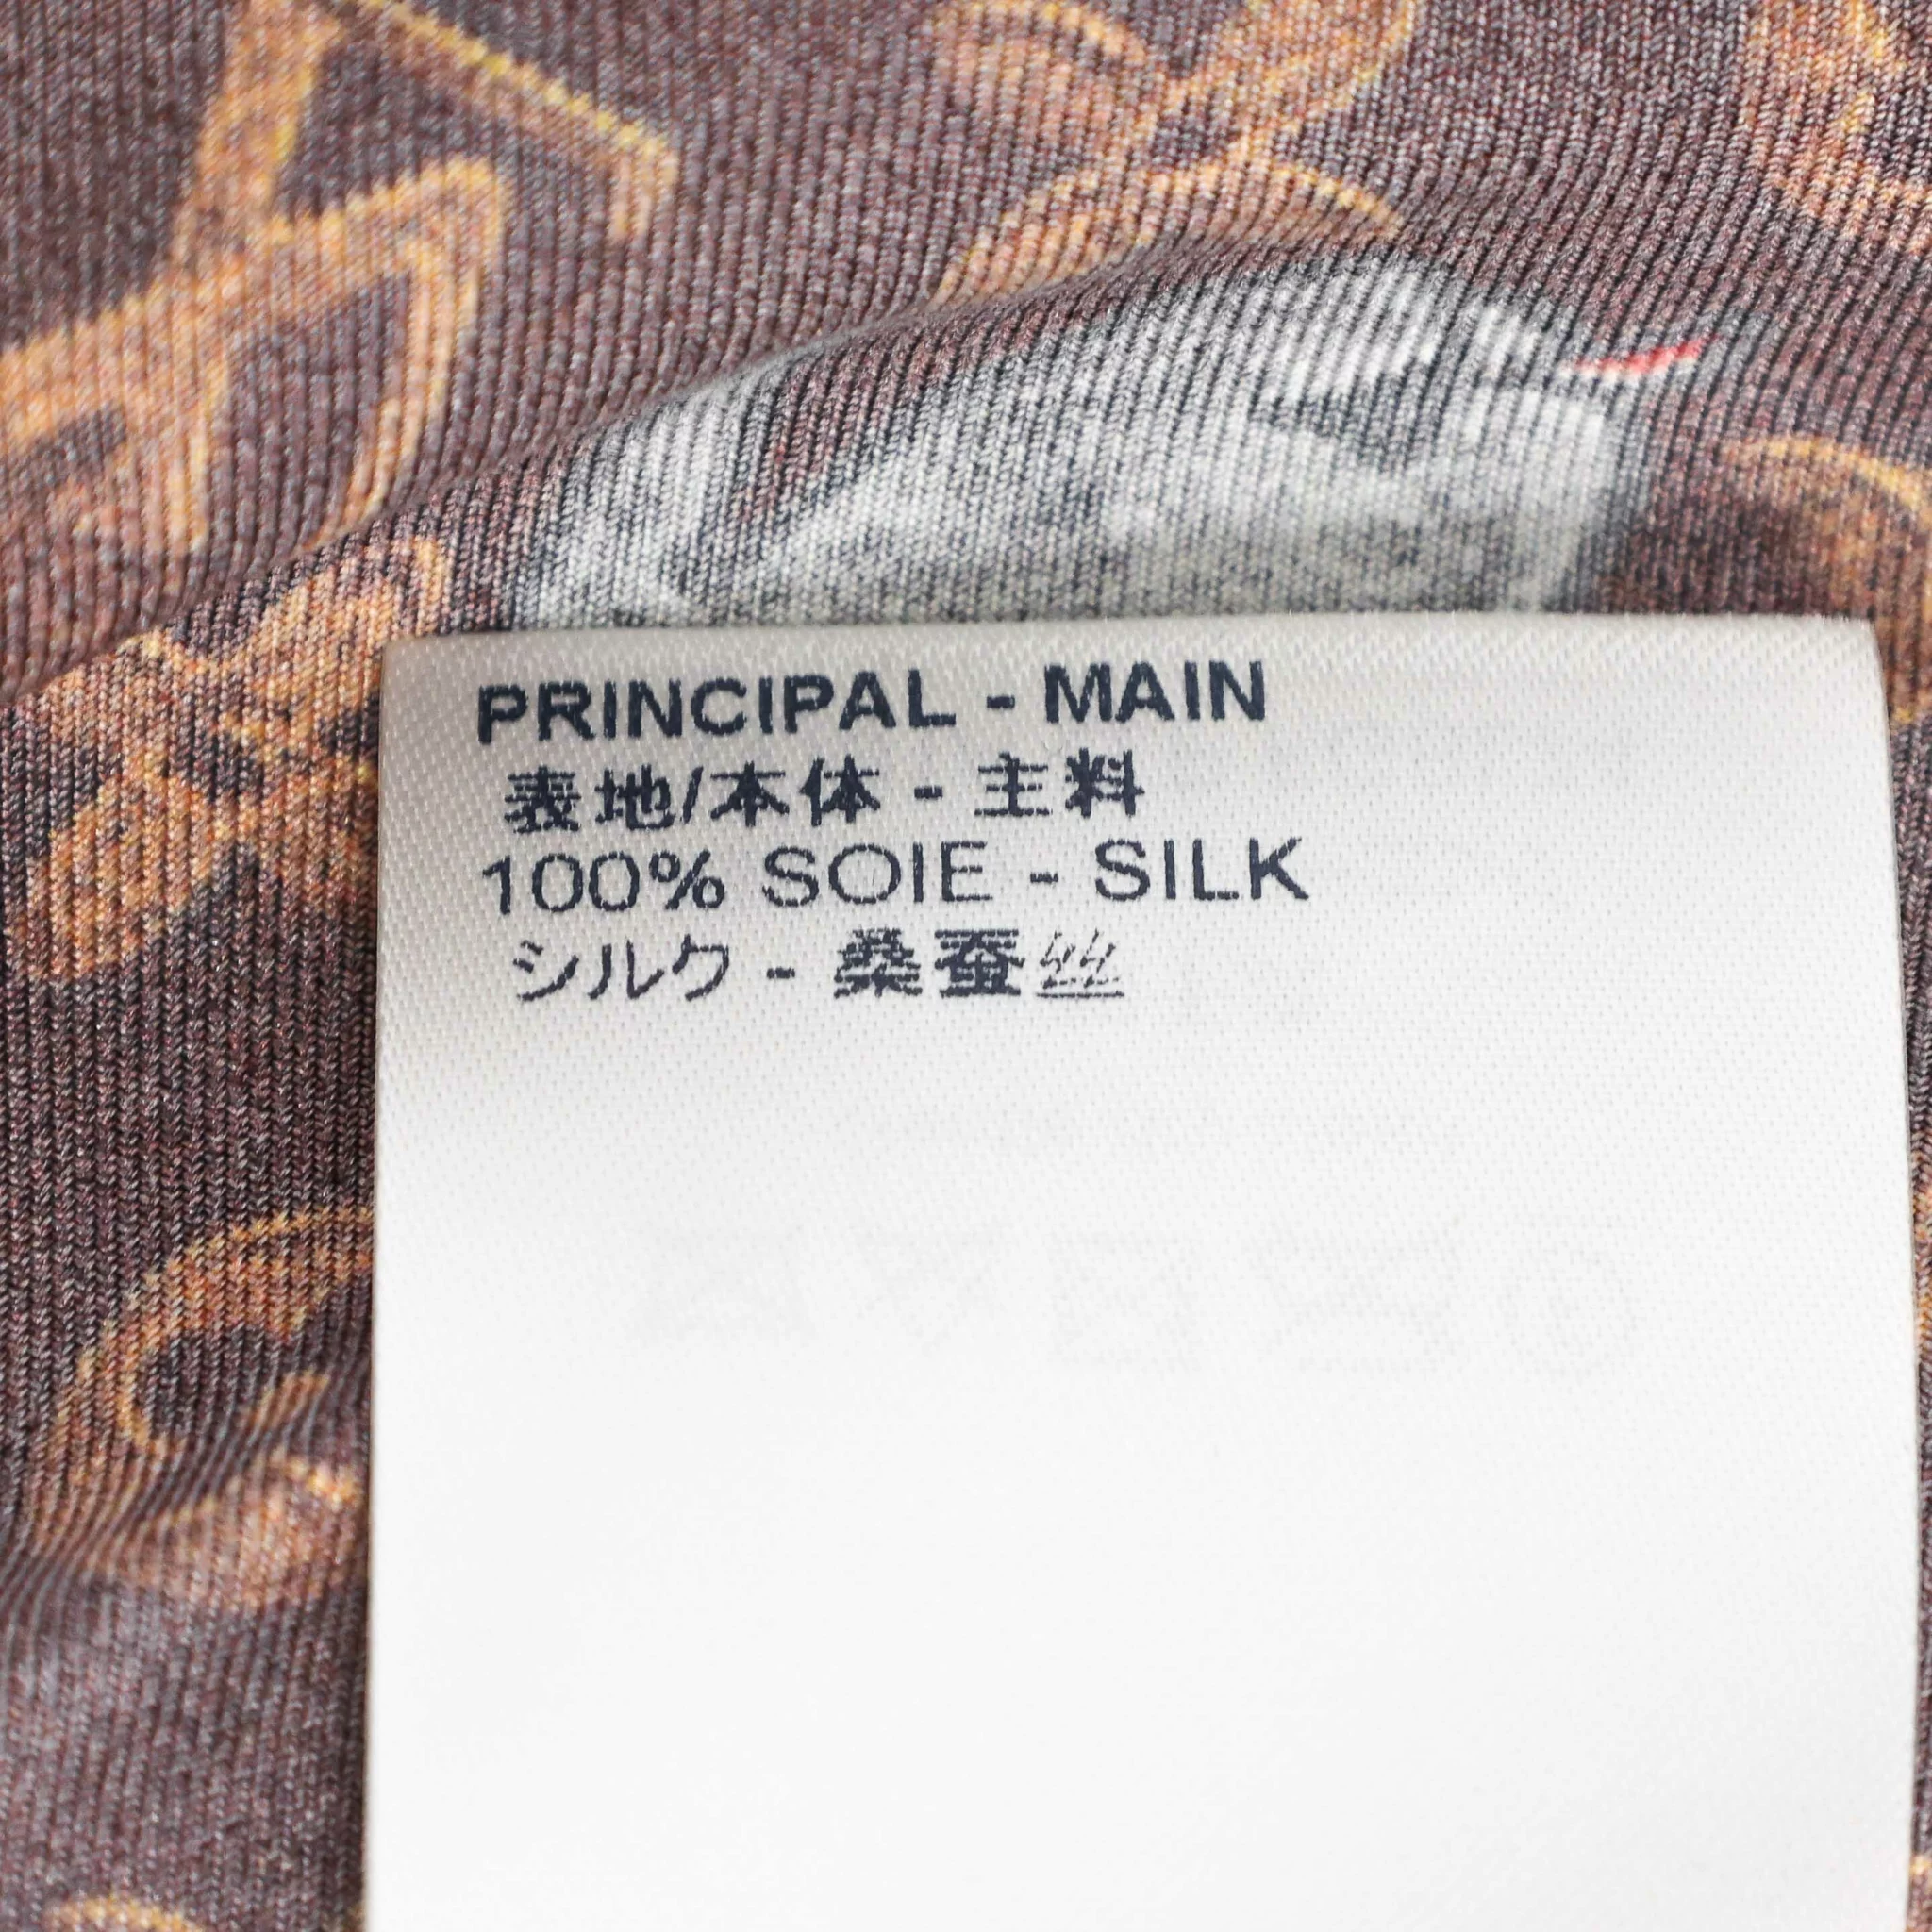 PRINCIPAL - MAIN
表地/本体 - 主料
100% SOIE - SILK
シルク - 桑蚕丝